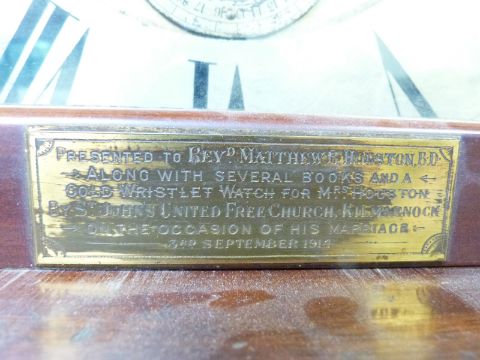 PRESENTED TO REVD. MATTHEW HOUSTON, B.D.
ALONG WITH SEVERAL BOOKS AND A
GOLD WRISTLET WATCH FOR MRS. HOUSTON
BY ST. JOHN'S UNITED FREE CHURCH, KILMARNOCK
ON THE OCCASION OF HIS MARRIAGE
3RD SEPTEMBER